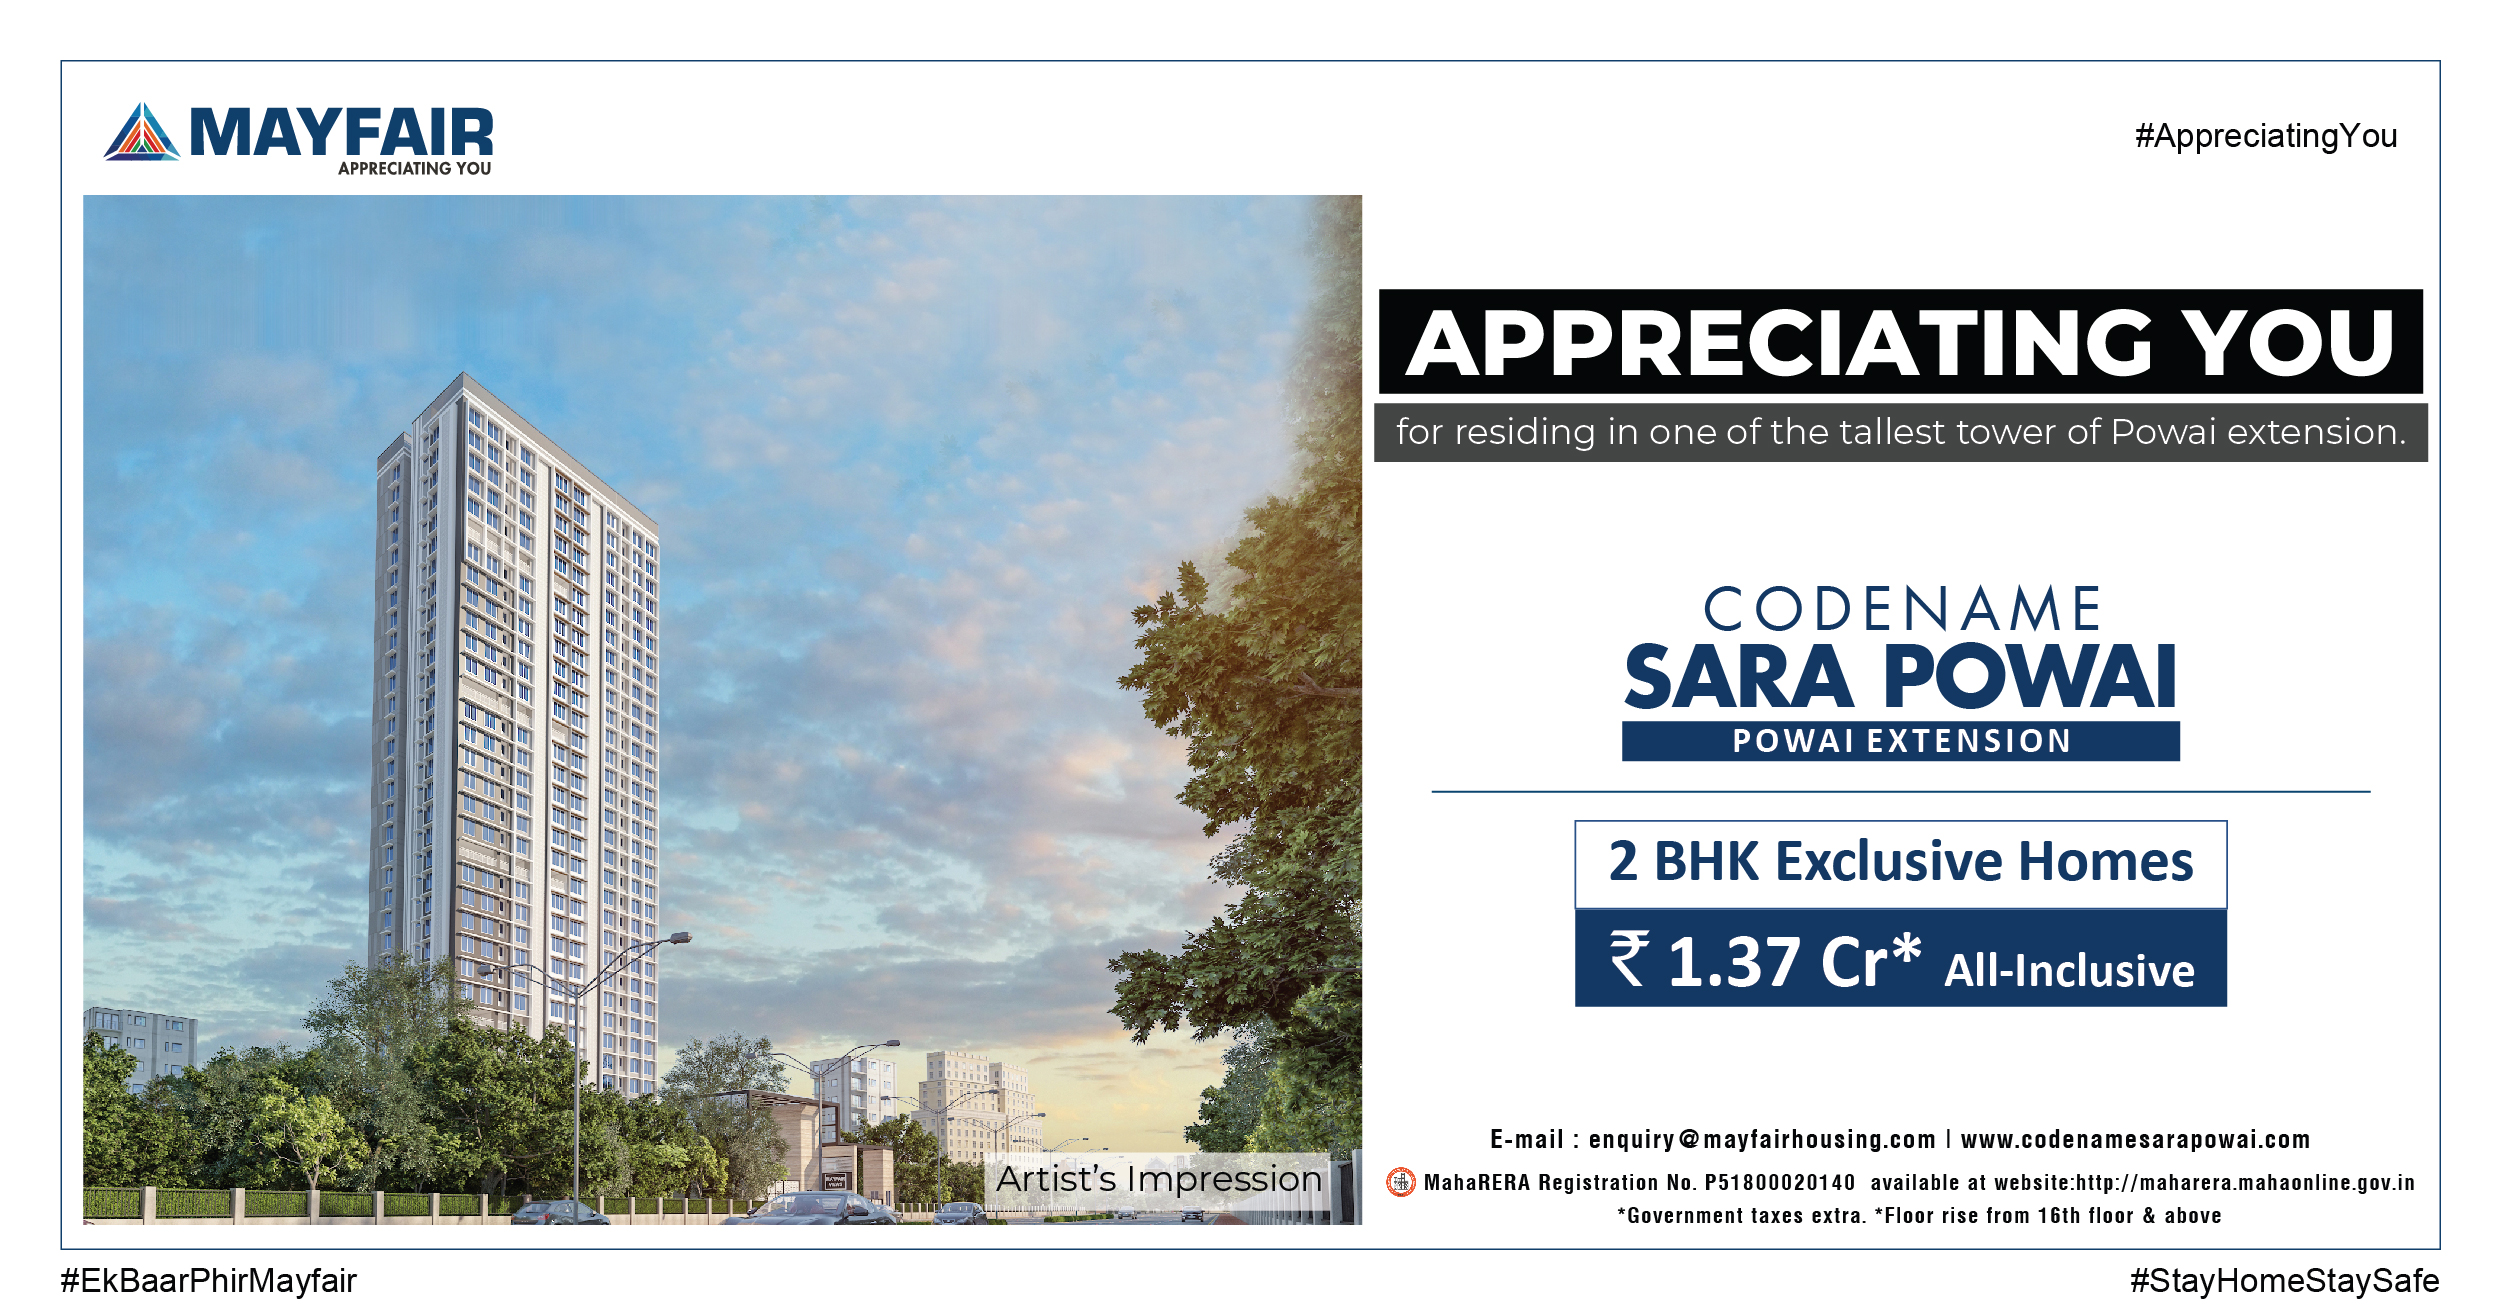 MAYFAIR
APPRECIATING YOU
#AppreciatingYou
APPRECIATING YOU
for residing in one of the tallest tower of Powai extension.
CODENAME
SARA POWAI
POWAI EXTENSION
2 BHK Exclusive Homes
₹ 1.37 Cr* All-Inclusive
Artist's Impression
E-mail : enquiry@mayfairhousing.com | www.codenamesarapowai.com
MahaRERA Registration No. P51800020140 available at website:http://maharera.mahaonline.gov.in
*Government taxes extra. *Floor rise from 16th floor & above
#EkBaarPhirMayfair
#StayHomeStaySafe